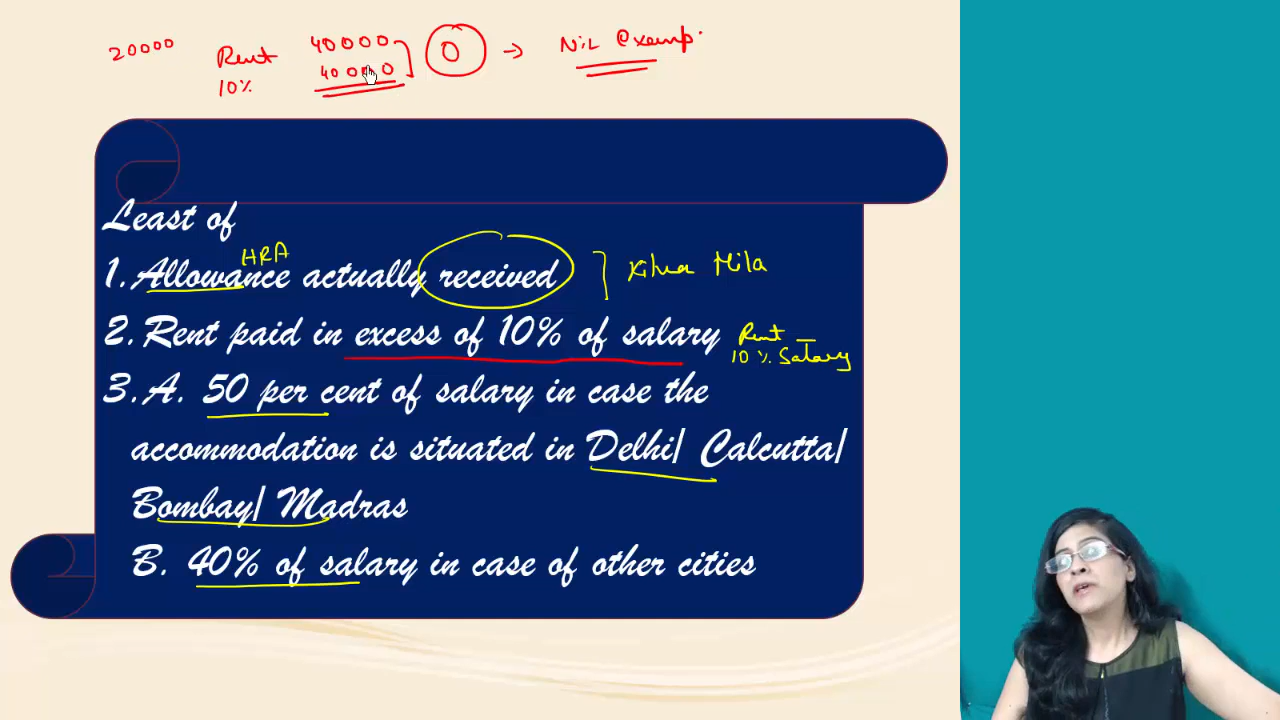 20000
Rent 40000 0 → Nil Exemp.
10% 40000
Least of
HRA
1. Allowance actually received Kitna Mila
2. Rent paid in excess of 10% of salary Rent –
10% Salary
3. A. 50 per cent of salary in case the
accommodation is situated in Delhi/ Calcutta/
Bombay/ Madras
B. 40% of salary in case of other cities